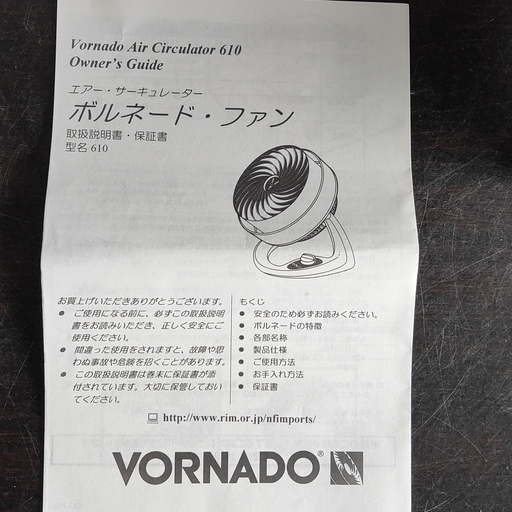 Vornado Air Circulator 610
Owner's Guide
エアー・サーキュレーター
ボルネード・ファン
取扱説明書・保証書
型名 610
お買上げいただきありがとうございます。
● ご使用になる前に、必ずこの取扱説明
書をお読みいただき、正しく安全にご
使用ください。
● 間違った使用をされますと、故障や思
わぬ事故や危険を招くことがあります。
● この取扱説明書は巻末に保証書が添
付されています。大切に保管しておい
てください。
もくじ
● 安全のため必ずお読みください。
● ボルネードの特徴
● 各部名称
● 製品仕様
● ご使用方法
● お手入れ方法
● 保証書
http://www.rim.or.jp/nfimports/
VORNADO®